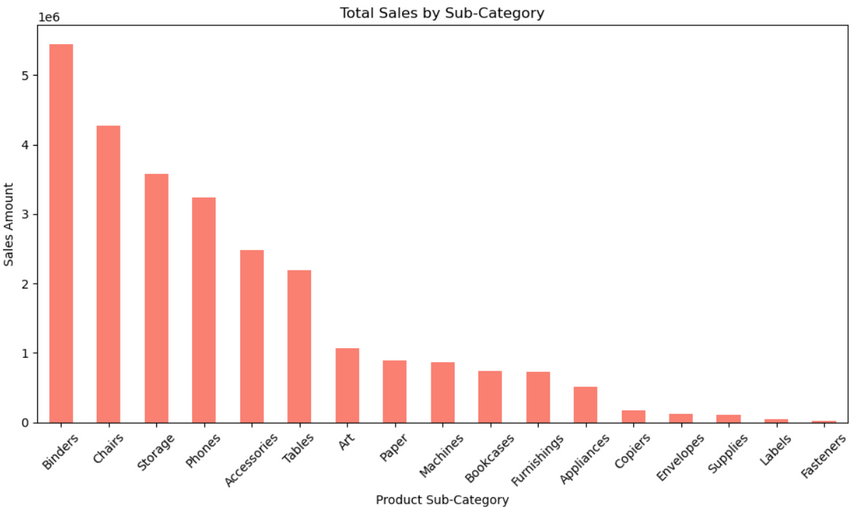 Total Sales by Sub-Category
1e6
5
4
3
2
1
0
Sales Amount
Binders
Chairs
Storage
Phones
Accessories
Tables
Art
Paper
Machines
Bookcases
Furnishings
Appliances
Copiers
Envelopes
Supplies
Labels
Fasteners
Product Sub-Category